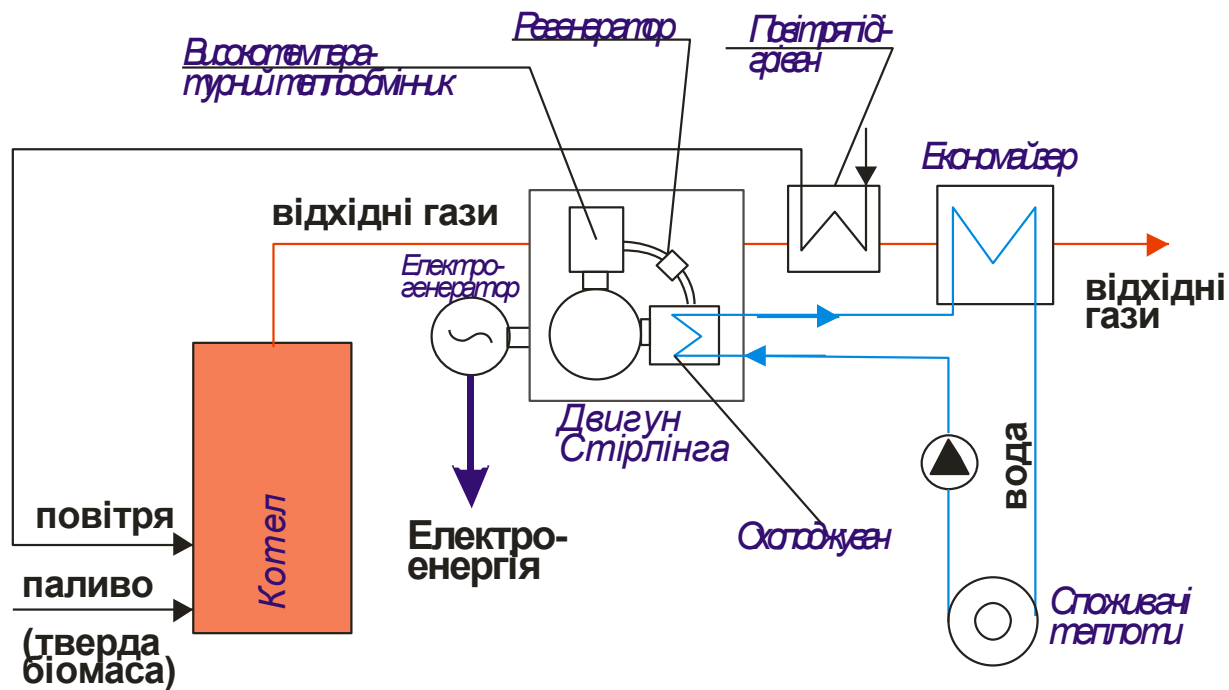 Регенератор
Повітряпіді-
грівач
Високотемпера-
турний теплообмінник
Економайзер
відхідні гази
Електро-
генератор
відхідні
гази
Двигун
Стірлінга
Котел
вода
повітря
Електро-
енергія
Охолоджувач
паливо
(тверда
біомаса)
Споживачі
теплоти